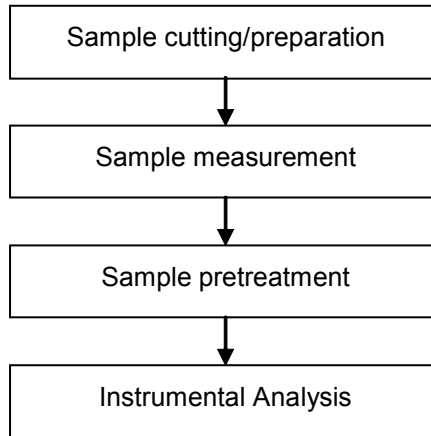 Sample cutting/preparation
Sample measurement
Sample pretreatment
Instrumental Analysis